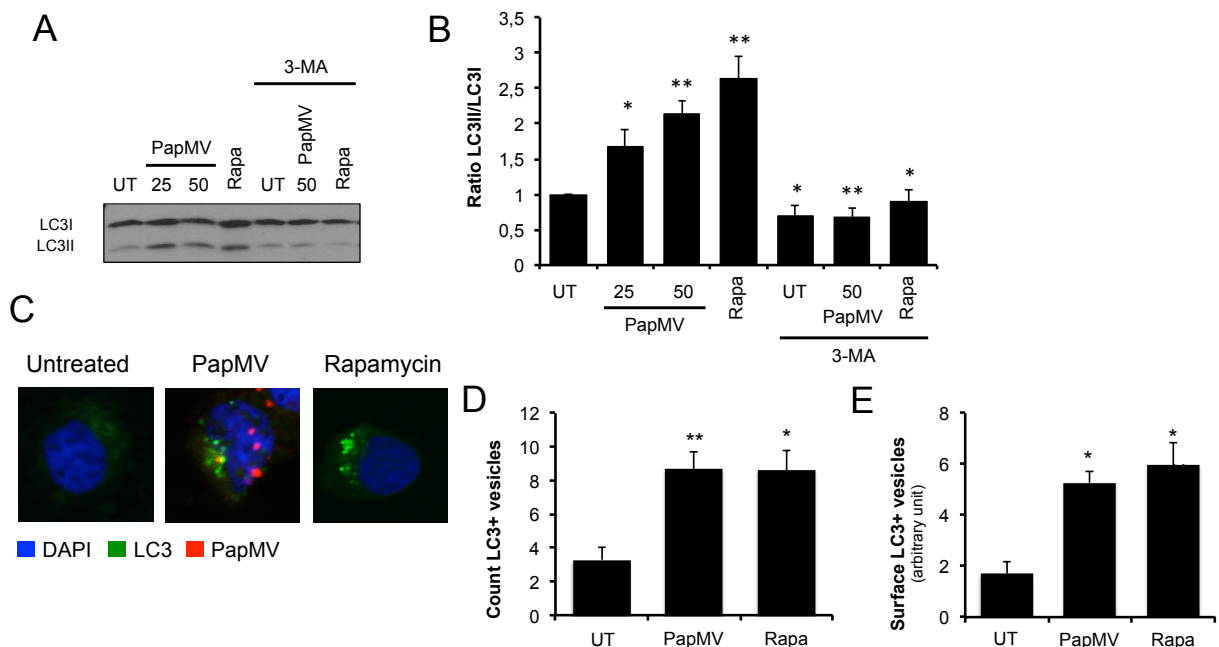 A
3-MA
PapMV
PapMV
Rapa
Rapa
UT 25 50 UT 50
LC3I
LC3II
B
Ratio LC3II/LC3I
3,5
3
2,5
2
1,5
1
0,5
0
* ** ** * ** *
UT 25 50 Rapa UT 50 Rapa
PapMV PapMV
3-MA
C
Untreated PapMV Rapamycin
DAPI LC3 PapMV
D
Count LC3+ vesicles
12
10
8
6
4
2
0
** *
UT PapMV Rapa
E
Surface LC3+ vesicles
(arbitrary unit)
8
6
4
2
0
* *
UT PapMV Rapa